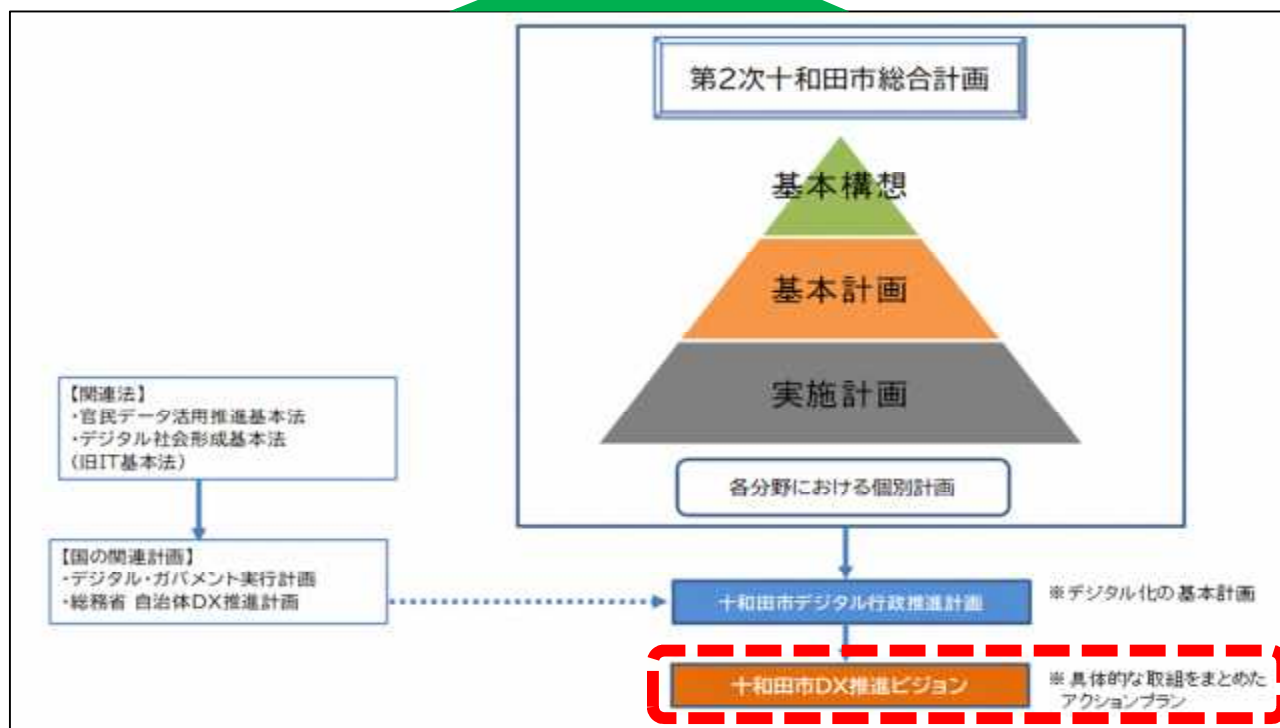 第2次十和田市総合計画
基本構想
基本計画
実施計画
各分野における個別計画
【関連法】
・官民データ活用推進基本法
・デジタル社会形成基本法
(旧IT基本法)
【国の関連計画】
・デジタル・ガバメント実行計画
・総務省 自治体DX推進計画
十和田市デジタル行政推進計画
※デジタル化の基本計画
十和田市DX推進ビジョン
※具体的な取組をまとめた
アクションプラン